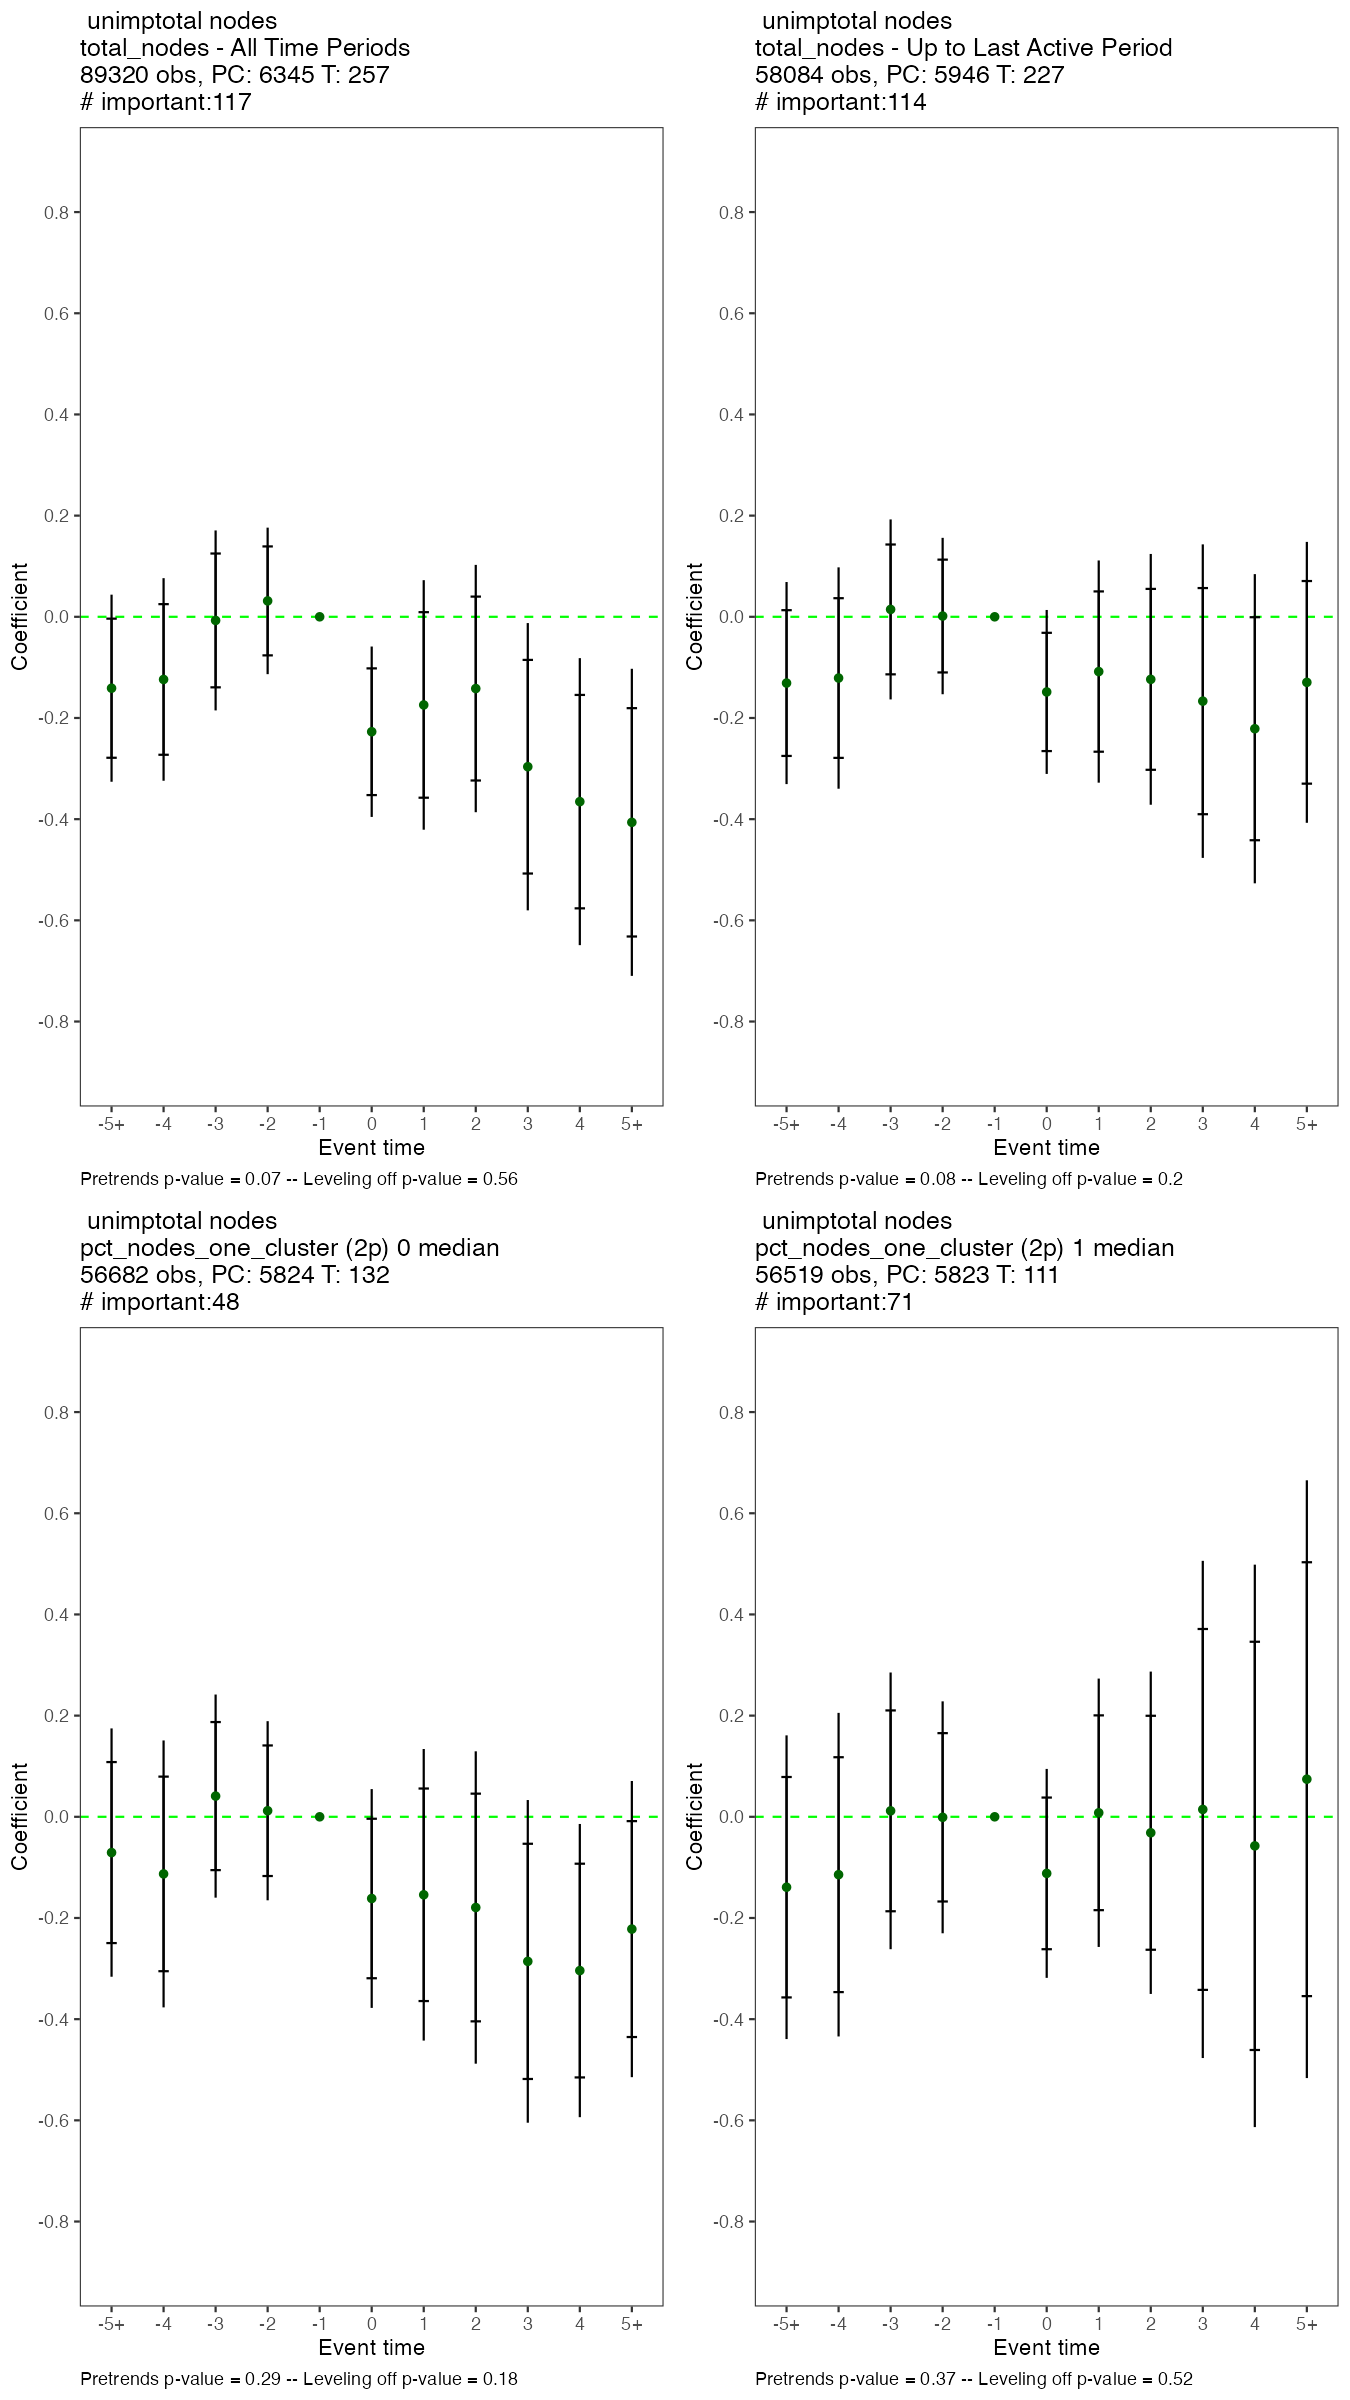 unimptotal nodes
total_nodes - All Time Periods
89320 obs, PC: 6345 T: 257
# important:117
Coefficient
0.8
0.6
0.4
0.2
0.0
-0.2
-0.4
-0.6
-0.8
-5+ -4 -3 -2 -1 0 1 2 3 4 5+
Event time
Pretrends p-value = 0.07 -- Leveling off p-value = 0.56
unimptotal nodes
total_nodes - Up to Last Active Period
58084 obs, PC: 5946 T: 227
# important:114
Coefficient
0.8
0.6
0.4
0.2
0.0
-0.2
-0.4
-0.6
-0.8
-5+ -4 -3 -2 -1 0 1 2 3 4 5+
Event time
Pretrends p-value = 0.08 -- Leveling off p-value = 0.2
unimptotal nodes
pct_nodes_one_cluster (2p) 0 median
56682 obs, PC: 5824 T: 132
# important:48
Coefficient
0.8
0.6
0.4
0.2
0.0
-0.2
-0.4
-0.6
-0.8
-5+ -4 -3 -2 -1 0 1 2 3 4 5+
Event time
Pretrends p-value = 0.29 -- Leveling off p-value = 0.18
unimptotal nodes
pct_nodes_one_cluster (2p) 1 median
56519 obs, PC: 5823 T: 111
# important:71
Coefficient
0.8
0.6
0.4
0.2
0.0
-0.2
-0.4
-0.6
-0.8
-5+ -4 -3 -2 -1 0 1 2 3 4 5+
Event time
Pretrends p-value = 0.37 -- Leveling off p-value = 0.52